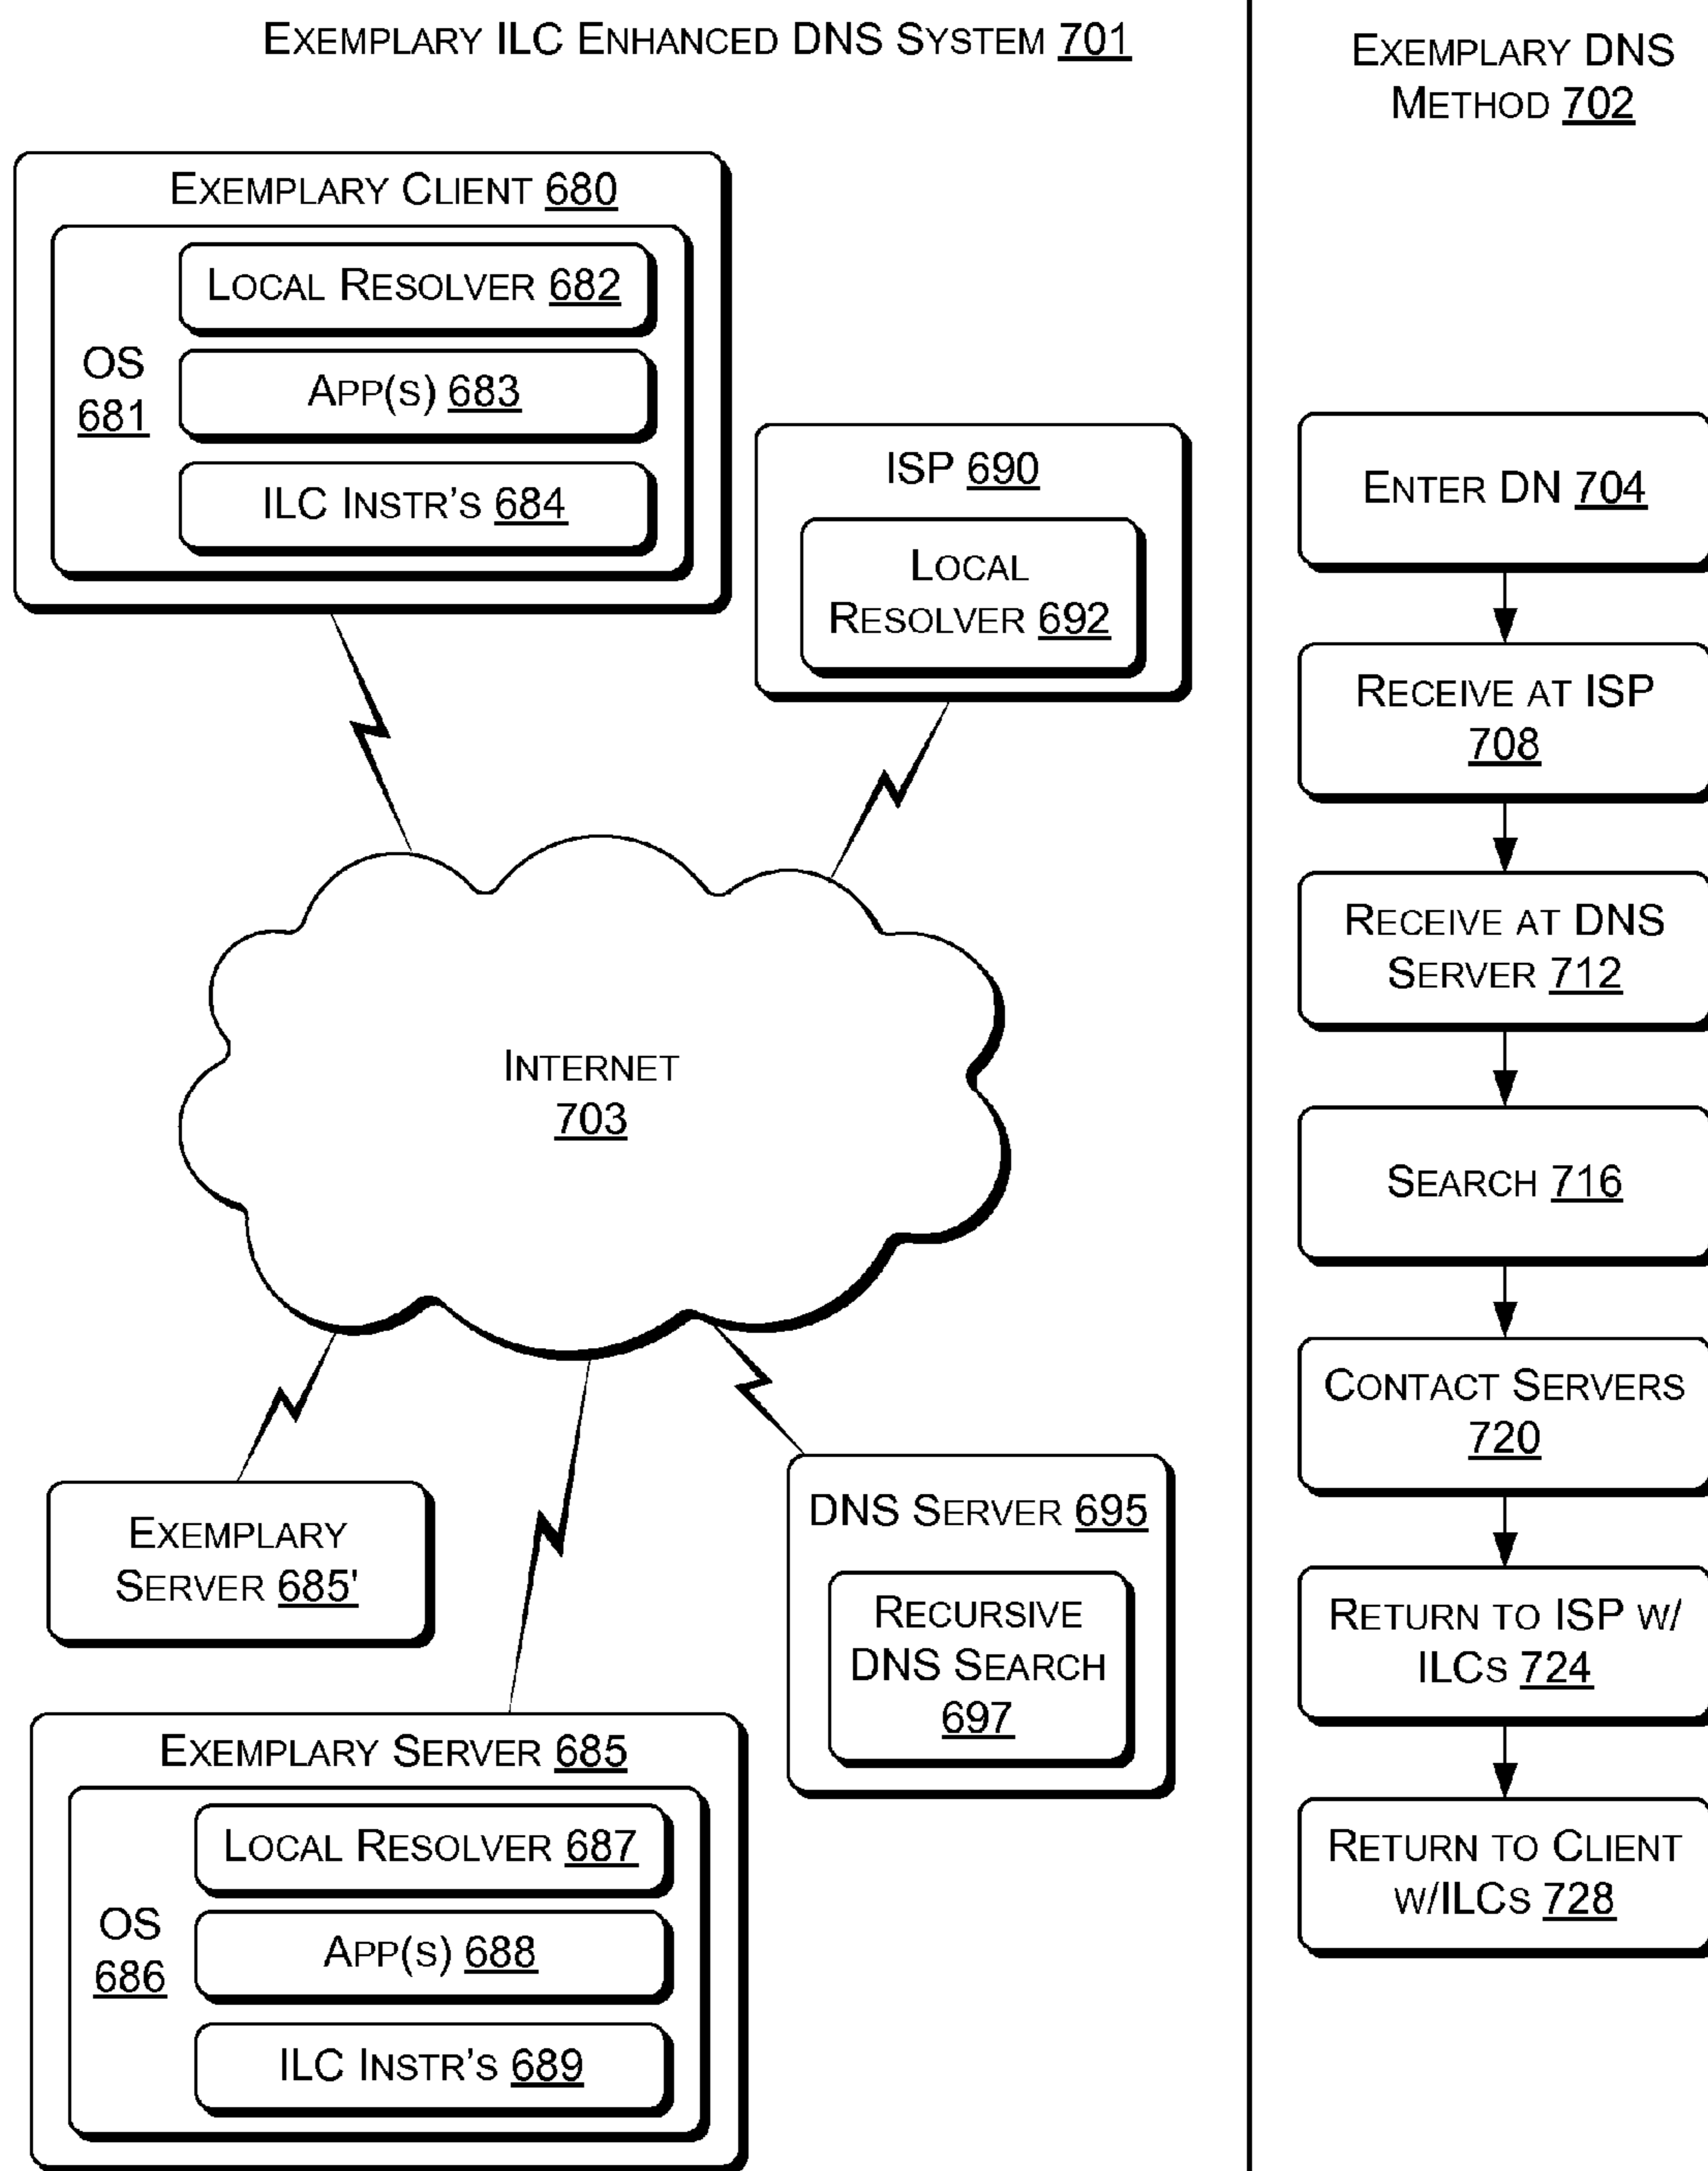 EXEMPLARY ILC ENHANCED DNS SYSTEM 701
EXEMPLARY CLIENT 680
OS
681
LOCAL RESOLVER 682
APP(S) 683
ILC INSTR'S 684
ISP 690
LOCAL
RESOLVER 692
INTERNET
703
EXEMPLARY
SERVER 685'
DNS SERVER 695
RECURSIVE
DNS SEARCH
697
EXEMPLARY SERVER 685
OS
686
LOCAL RESOLVER 687
APP(S) 688
ILC INSTR'S 689
EXEMPLARY DNS
METHOD 702
ENTER DN 704
RECEIVE AT ISP
708
RECEIVE AT DNS
SERVER 712
SEARCH 716
CONTACT SERVERS
720
RETURN TO ISP W/
ILCS 724
RETURN TO CLIENT
W/ILCS 728